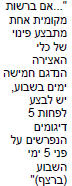 "...אם ברשות
מקומית אחת
מתבצע פינוי
של כלי
האצירה
הנדגם חמישה
ימים בשבוע,
יש לבצע
לפחות 5
דיגומים
הנפרשים על
פני 5 ימי
השבוע
(ברצף)"